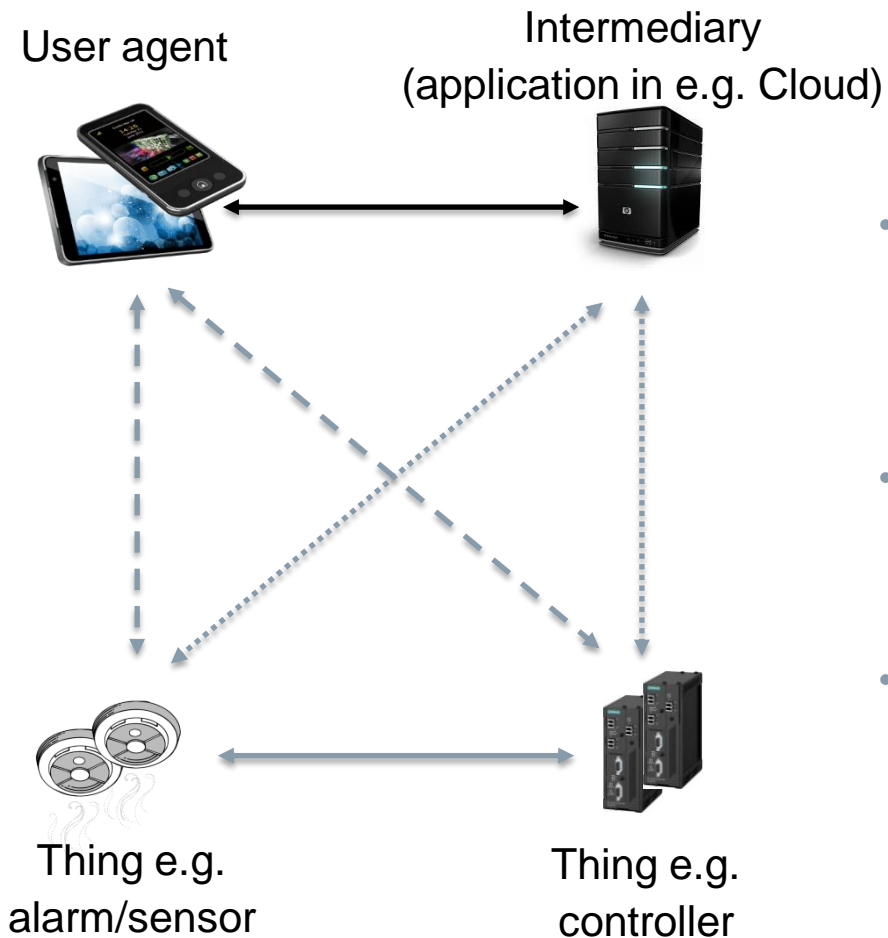 User agent
Intermediary
(application in e.g. Cloud)
Thing e.g.
alarm/sensor
Thing e.g.
controller